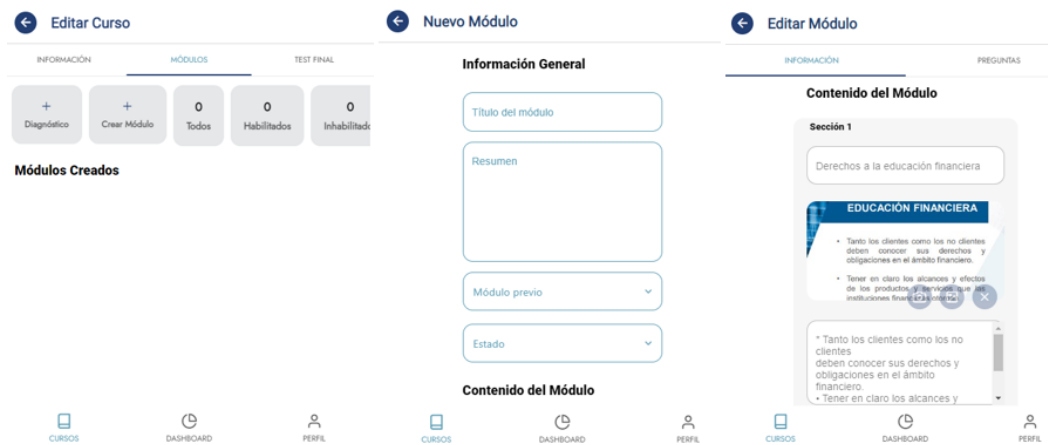 Editar Curso
INFORMACIÓN
MÓDULOS
TEST FINAL
+
Diagnóstico
+
Crear Módulo
0
Todos
0
Habilitados
0
Inhabilitado
Módulos Creados
CURSOS
DASHBOARD
PERFIL
Nuevo Módulo
Información General
Título del módulo
Resumen
Módulo previo
Estado
Contenido del Módulo
CURSOS
DASHBOARD
PERFIL
Editar Módulo
INFORMACIÓN
PREGUNTAS
Contenido del Módulo
Sección 1
Derechos a la educación financiera
EDUCACIÓN FINANCIERA
• Tanto los clientes como los no clientes
deben conocer sus derechos y
obligaciones en el ámbito financiero.
• Tener en claro los alcances y efectos
de los productos y servicios que las
instituciones
* Tanto los clientes como los no
clientes
deben conocer sus derechos y
obligaciones en el ámbito
financiero.
• Tener en claro los alcances y
CURSOS
DASHBOARD
PERFIL